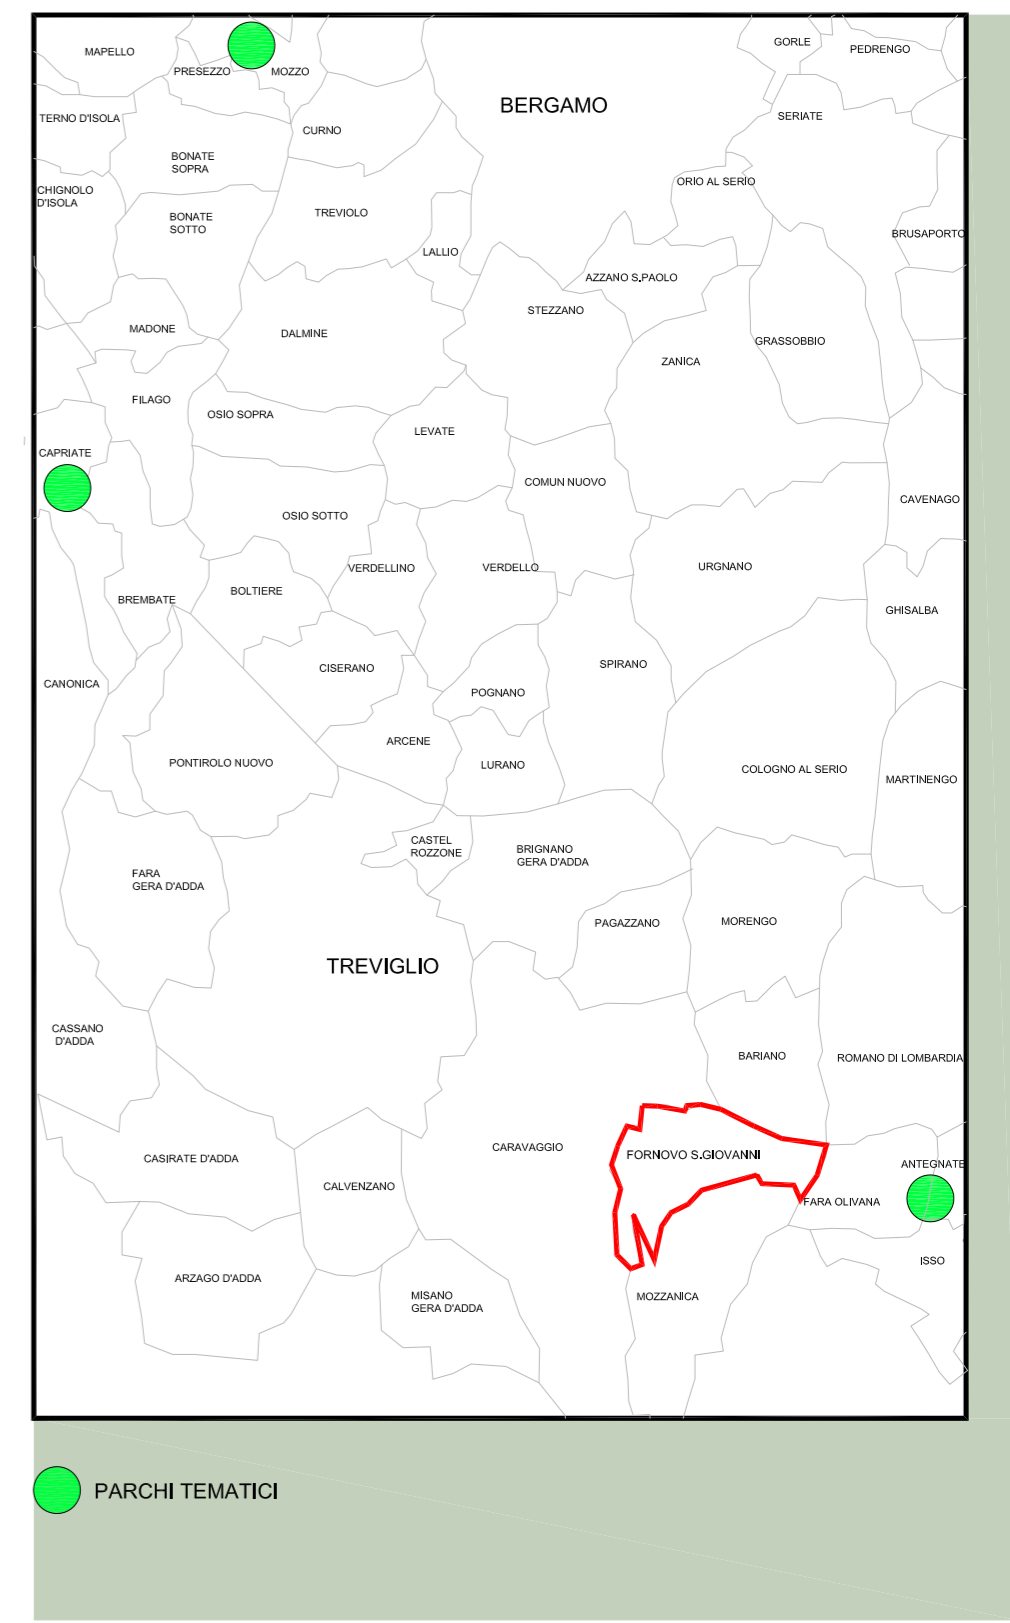 GORLE
PEDRENGO
MAPELLO
PRESEZZO
MOZZO
BERGAMO
TERNO D'ISOLA
CURNO
SERIATE
BONATE
SOPRA
CHIGNOLO
D'ISOLA
ORIO AL SERIO
BONATE
SOTTO
TREVIOLO
LALLIO
BRUSAPORTO
AZZANO S.PAOLO
STEZZANO
MADONE
DALMINE
GRASSOBBIO
ZANICA
FILAGO
OSIO SOPRA
LEVATE
CAPRIATE
COMUN NUOVO
CAVENAGO
OSIO SOTTO
VERDELLINO
VERDELLO
URGNANO
BREMBATE
BOLTIERE
GHISALBA
CISERANO
SPIRANO
CANONICA
POGNANO
ARCENE
PONTIROLO NUOVO
LURANO
COLOGNO AL SERIO
MARTINENGO
CASTEL
ROZZONE
BRIGNANO
GERA D'ADDA
FARA
GERA D'ADDA
PAGAZZANO
MORENGO
TREVIGLIO
CASSANO
D'ADDA
BARIANO
ROMANO DI LOMBARDIA
CARAVAGGIO
FORNOVO S.GIOVANNI
CASIRATE D'ADDA
ANTEGNATE
CALVENZANO
FARA OLIVANA
ISSO
ARZAGO D'ADDA
MISANO
GERA D'ADDA
MOZZANICA
PARCHI TEMATICI